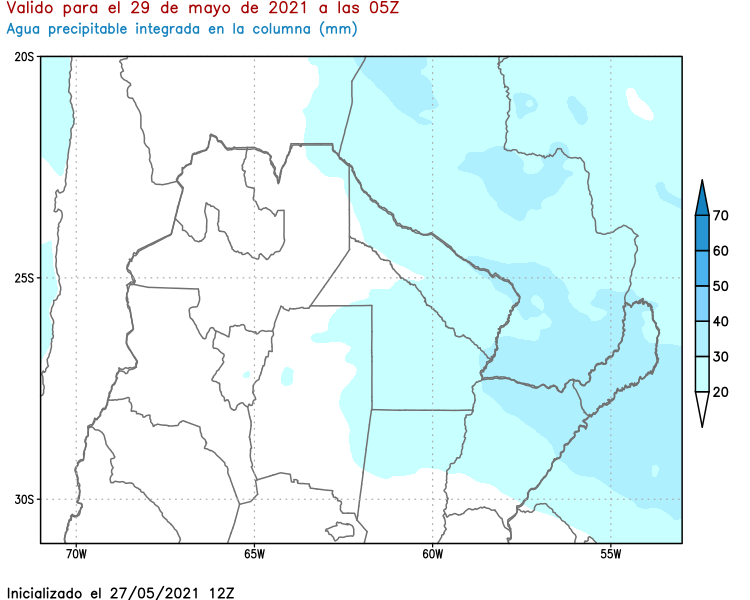 Valido para el 29 de mayo de 2021 a las 05Z
Agua precipitable integrada en la columna (mm)
20S
25S
30S
70W
65W
60W
55W
70
60
50
40
30
20
Inicializado el 27/05/2021 12Z